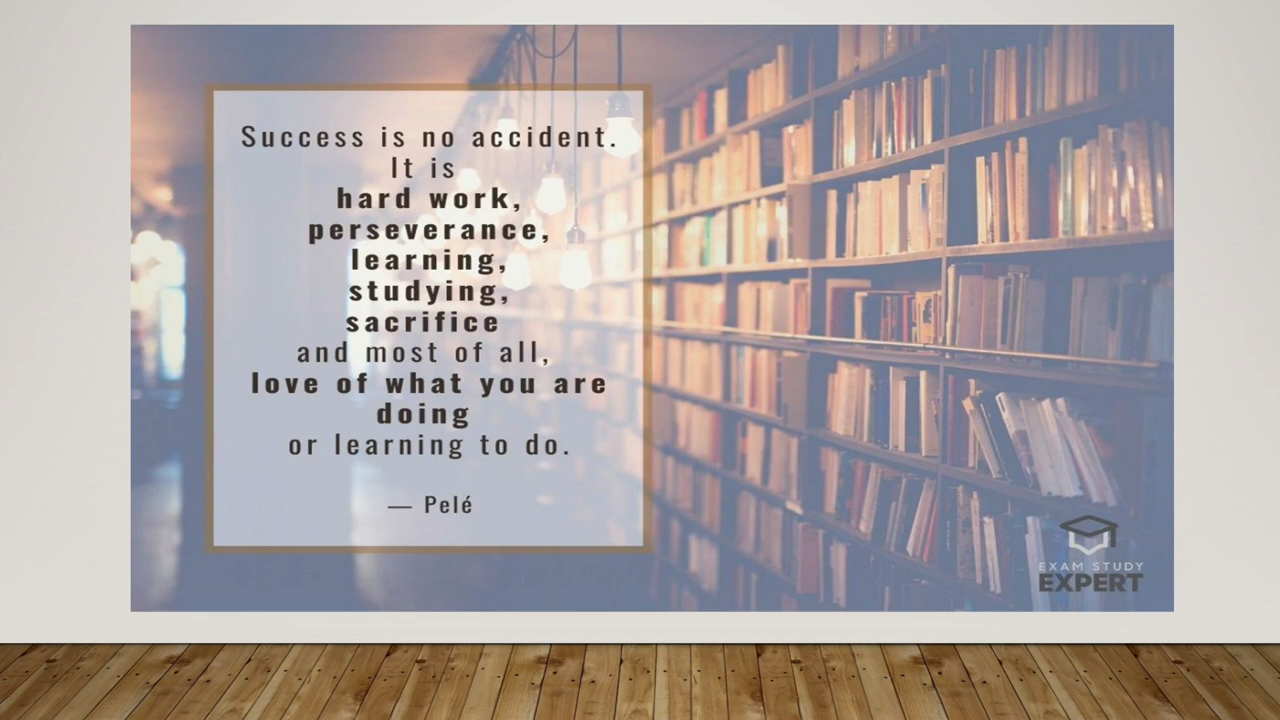 Success is no accident.
It is
hard work,
perseverance,
learning,
studying,
sacrifice
and most of all,
love of what you are
doing
or learning to do.
— Pelé
EXAM STUDY
EXPERT